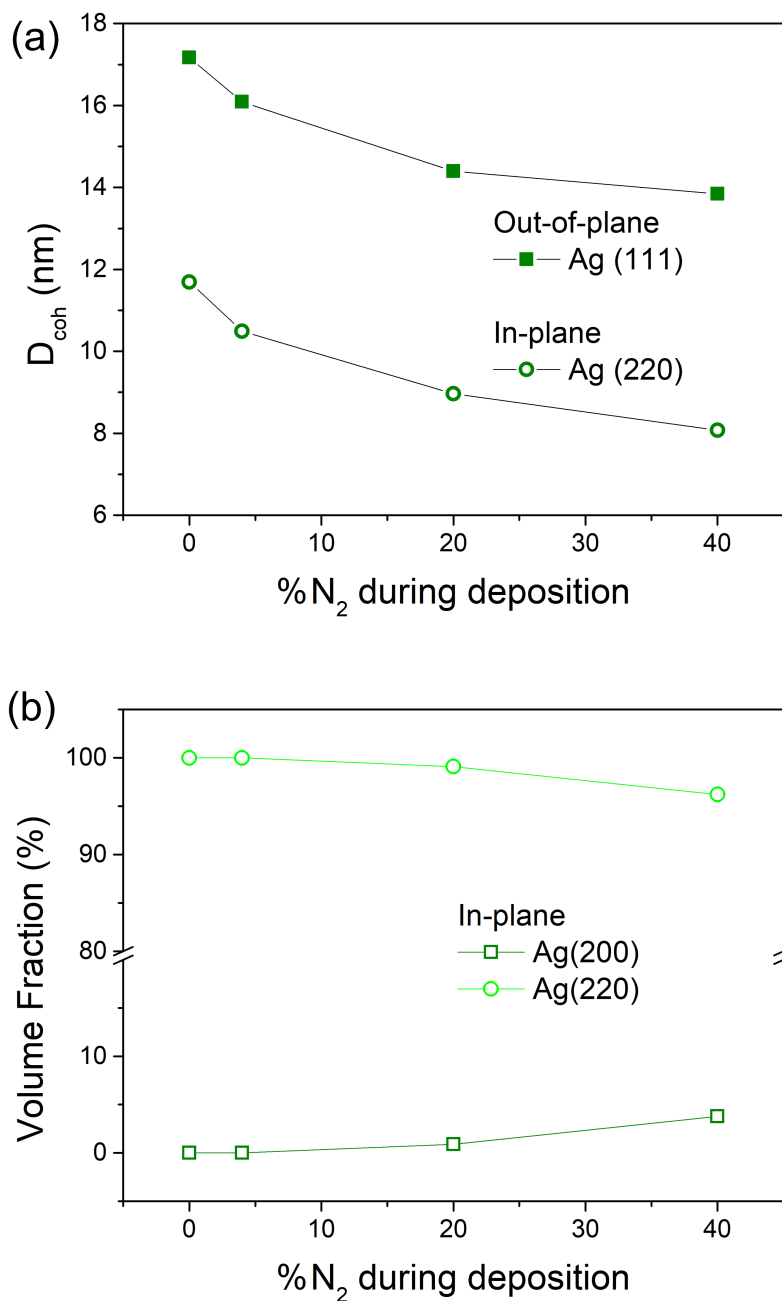 (a)
18
16
14
12
10
8
6
D_coh (nm)
Out-of-plane
Ag (111)
In-plane
Ag (220)
0 10 20 30 40
%N₂ during deposition
(b)
100
90
80
10
0
Volume Fraction (%)
In-plane
Ag(200)
Ag(220)
0 10 20 30 40
%N₂ during deposition